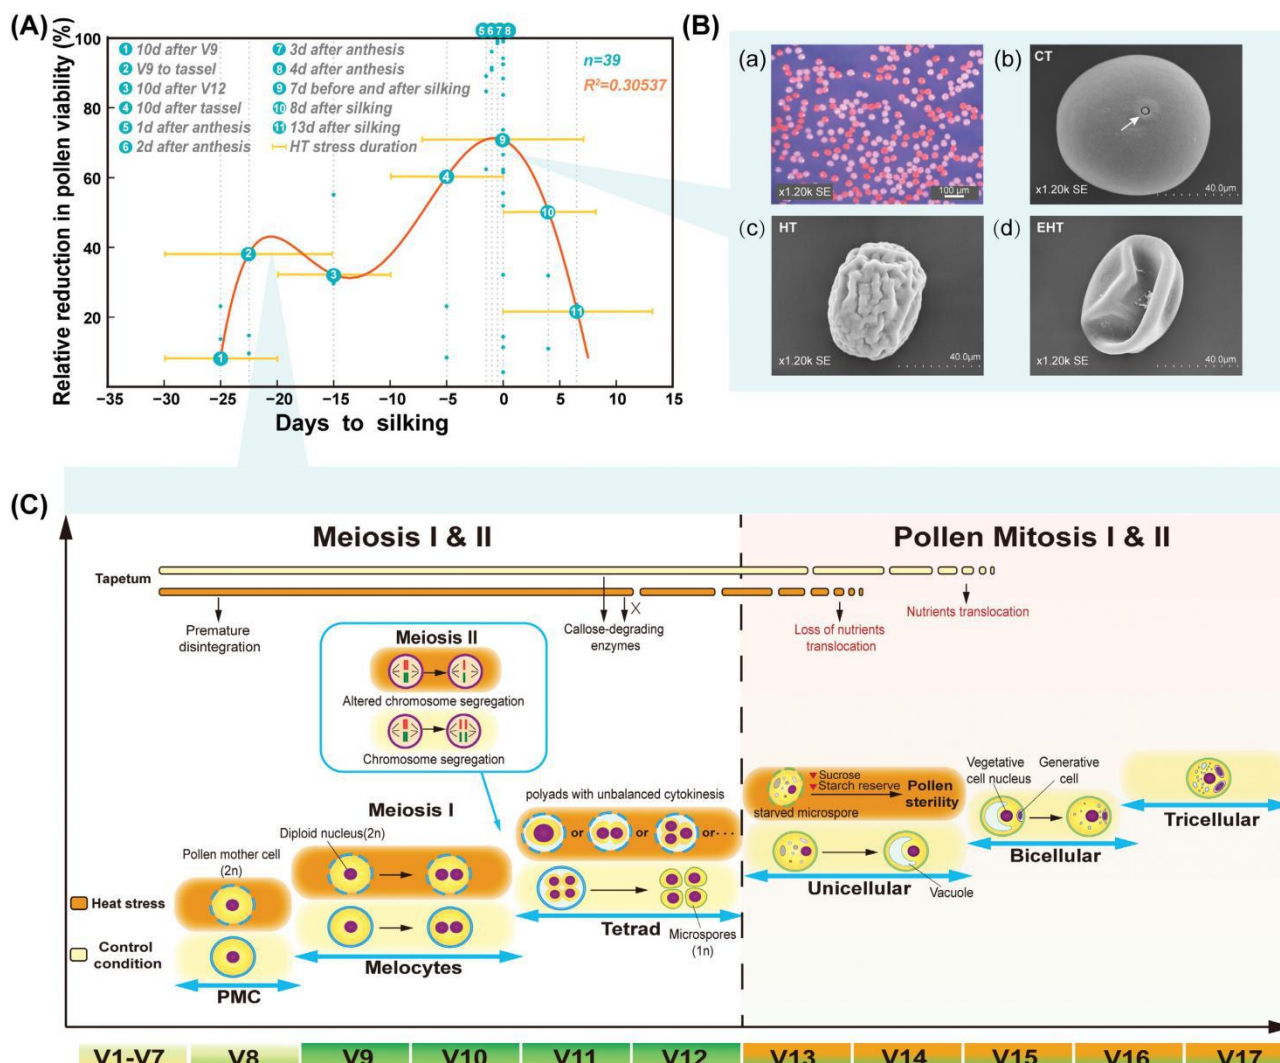 (A)
Relative reduction in pollen viability (%)
100
80
60
40
20
5 6 7 8
1 10d after V9
2 V9 to tassel
3 10d after V12
4 10d after tassel
5 1d after anthesis
6 2d after anthesis
7 3d after anthesis
8 4d after anthesis
9 7d before and after silking
10 8d after silking
11 13d after silking
HT stress duration
n=39
R²=0.30537
1
2
3
4
9
10
11
−35 −30 −25 −20 −15 −10 −5 0 5 10 15
Days to silking
(B)
(a)
x1.20k SE
100 μm
(b)
CT
x1.20k SE
40.0μm
(c)
HT
x1.20k SE
40.0μm
(d)
EHT
x1.20k SE
40.0μm
(C)
Meiosis I & II
Pollen Mitosis I & II
Tapetum
Premature
disintegration
X
Callose-degrading
enzymes
Loss of nutrients
translocation
Nutrients translocation
Meiosis II
Altered chromosome segregation
Chromosome segregation
Meiosis I
Pollen mother cell
(2n)
Diploid nucleus(2n)
polyads with unbalanced cytokinesis
or or or· · ·
Sucrose
Starch reserve
Pollen
sterility
starved microspore
Vegetative
cell nucleus
Generative
cell
Tricellular
Bicellular
Unicellular
Vacuole
Heat stress
Control
condition
PMC
Melocytes
Tetrad
Microspores
(1n)
V1-V7 V8 V9 V10 V11 V12 V13 V14 V15 V16 V17